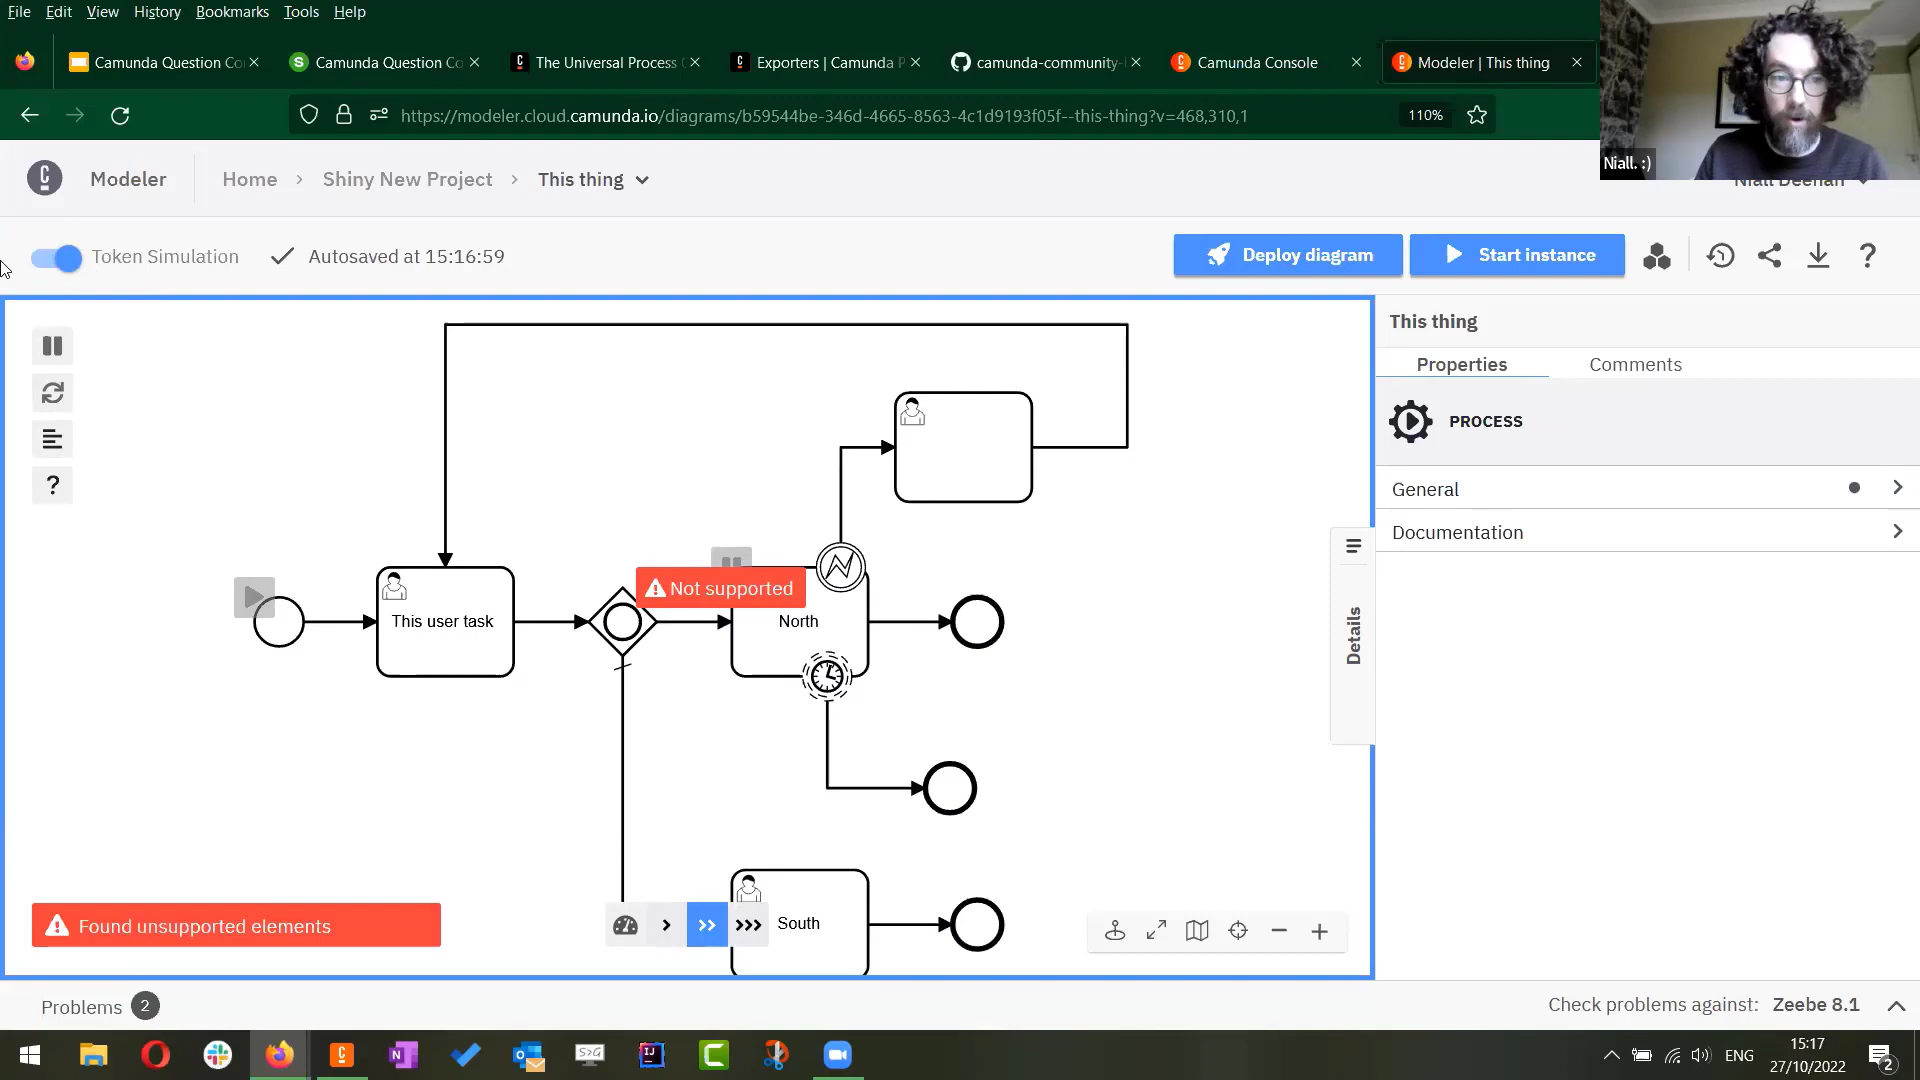 File Edit View History Bookmarks Tools Help
Camunda Question Co
Camunda Question Co
The Universal Process
Exporters | Camunda P
camunda-community-
Camunda Console
Modeler | This thing
https://modeler.cloud.camunda.io/diagrams/b59544be-346d-4665-8563-4c1d9193f05f--this-thing?v=468,310,1
110%
Niall. :)
Modeler
Home > Shiny New Project > This thing
Niall Deehan
Token Simulation
Autosaved at 15:16:59
Deploy diagram
Start instance
?
This thing
Properties
Comments
PROCESS
General
Documentation
?
Not supported
This user task
North
Details
Found unsupported elements
South
Problems 2
Check problems against: Zeebe 8.1
ENG
15:17
27/10/2022
2